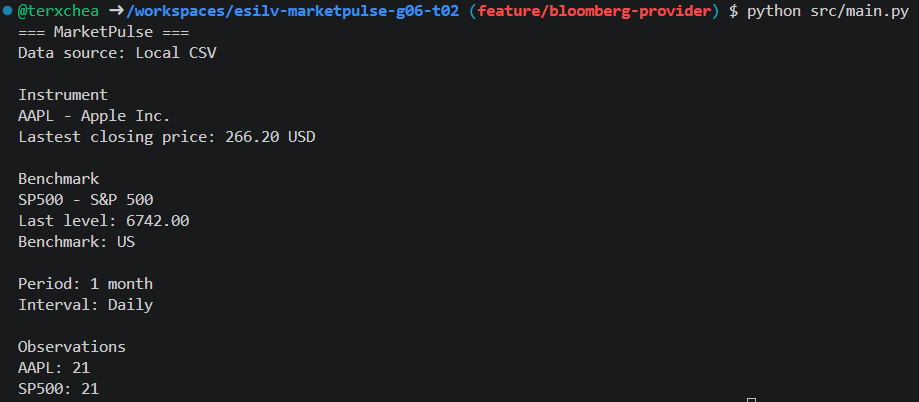 @terxchea ➜ /workspaces/esilv-marketpulse-g06-t02 (feature/bloomberg-provider) $ python src/main.py
=== MarketPulse ===
Data source: Local CSV
Instrument
AAPL - Apple Inc.
Lastest closing price: 266.20 USD
Benchmark
SP500 - S&P 500
Last level: 6742.00
Benchmark: US
Period: 1 month
Interval: Daily
Observations
AAPL: 21
SP500: 21